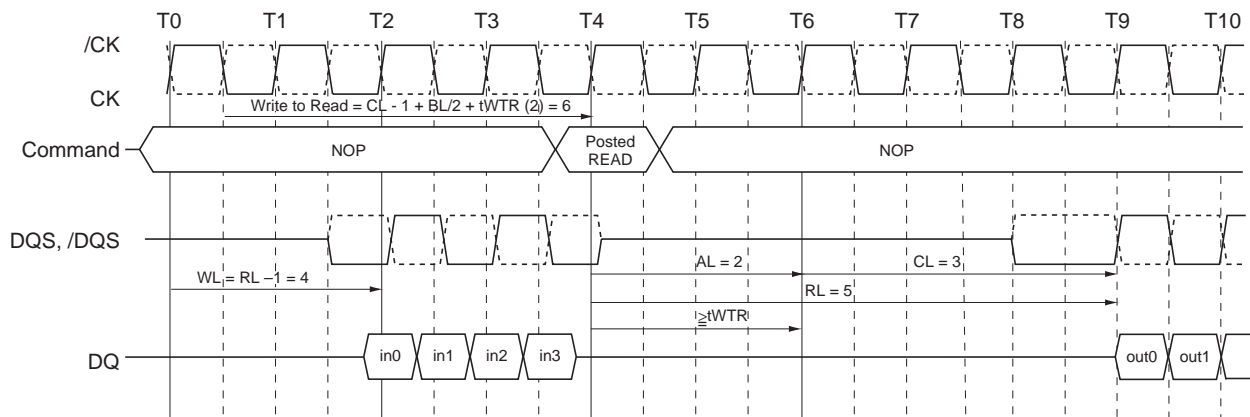 T0 T1 T2 T3 T4 T5 T6 T7 T8 T9 T10
/CK
CK
Write to Read = CL - 1 + BL/2 + tWTR (2) = 6
Command
NOP
Posted
READ
NOP
DQS, /DQS
WL = RL –1 = 4
AL = 2
CL = 3
RL = 5
≧tWTR
DQ
in0 in1 in2 in3
out0 out1